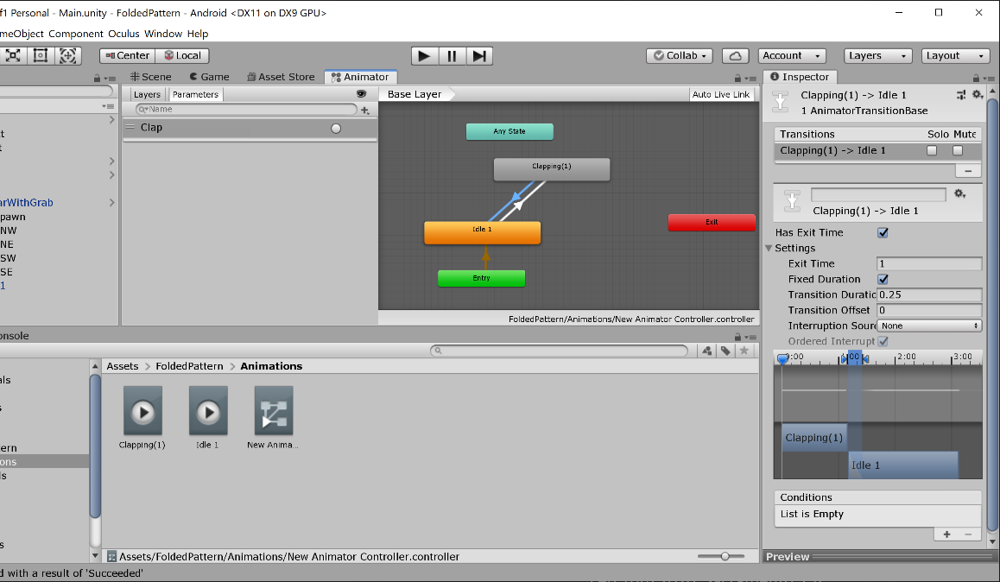 f1 Personal - Main.unity - FoldedPattern - Android <DX11 on DX9 GPU>
meObject Component Oculus Window Help
Center Local
Collab Account Layers Layout
Scene Game Asset Store Animator
Inspector
Layers Parameters
Base Layer
Auto Live Link
Name
Clap
Any State
Clapping(1)
Idle 1
Entry
Exit
FoldedPattern/Animations/New Animator Controller.controller
ct
t
arWithGrab
pawn
NW
NE
SW
SE
1
Clapping(1) -> Idle 1
1 AnimatorTransitionBase
Transitions Solo Mute
Clapping(1) -> Idle 1
Clapping(1) -> Idle 1
Has Exit Time
Settings
Exit Time 1
Fixed Duration
Transition Duratic 0.25
Transition Offset 0
Interruption Sour None
Ordered Interrupt
0:00 2:00 3:00
Clapping(1)
Idle 1
Conditions
List is Empty
Preview
onsole
Assets > FoldedPattern > Animations
als
s
tern
ons
ls
s
Clapping(1)
Idle 1
New Anima...
Assets/FoldedPattern/Animations/New Animator Controller.controller
d with a result of 'Succeeded'